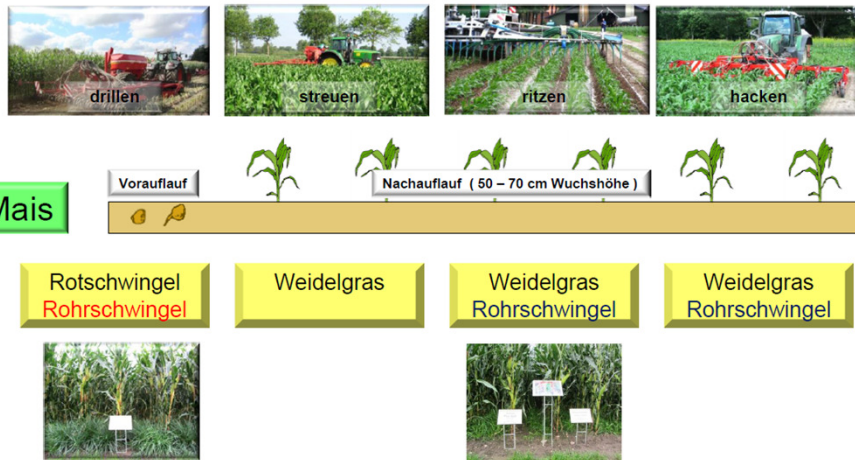 drillen
streuen
ritzen
hacken
Vorauflauf
Nachauflauf ( 50 – 70 cm Wuchshöhe )
Mais
Rotschwingel
Rohrschwingel
Weidelgras
Weidelgras
Rohrschwingel
Weidelgras
Rohrschwingel